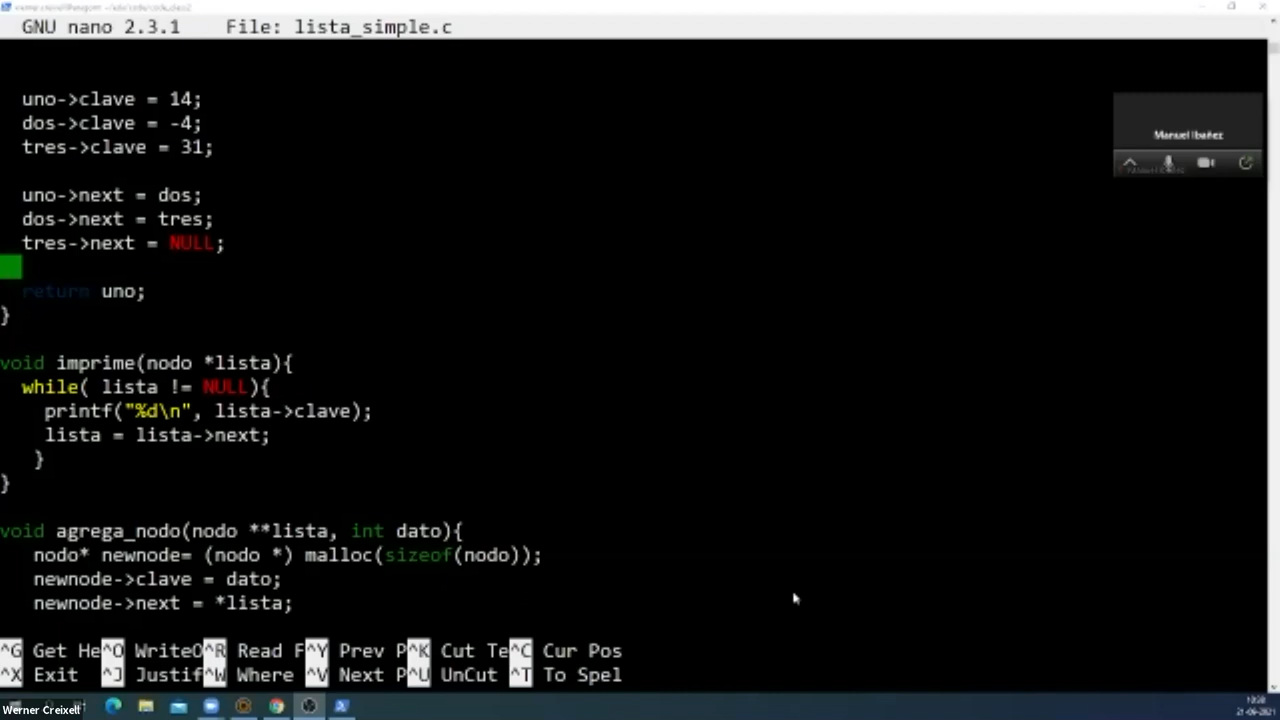 GNU nano 2.3.1    File: lista_simple.c
uno->clave = 14;
dos->clave = -4;
tres->clave = 31;
Manuel Ibañez
uno->next = dos;
dos->next = tres;
tres->next = NULL;
return uno;
}
void imprime(nodo *lista){
while( lista != NULL){
printf("%d\n", lista->clave);
lista = lista->next;
}
}
void agrega_nodo(nodo **lista, int dato){
nodo* newnode= (nodo *) malloc(sizeof(nodo));
newnode->clave = dato;
newnode->next = *lista;
^G Get He^O WriteO^R Read F^Y Prev P^K Cut Te^C Cur Pos
^X Exit ^J Justif^W Where ^V Next P^U UnCut ^T To Spel
Werner Creixell